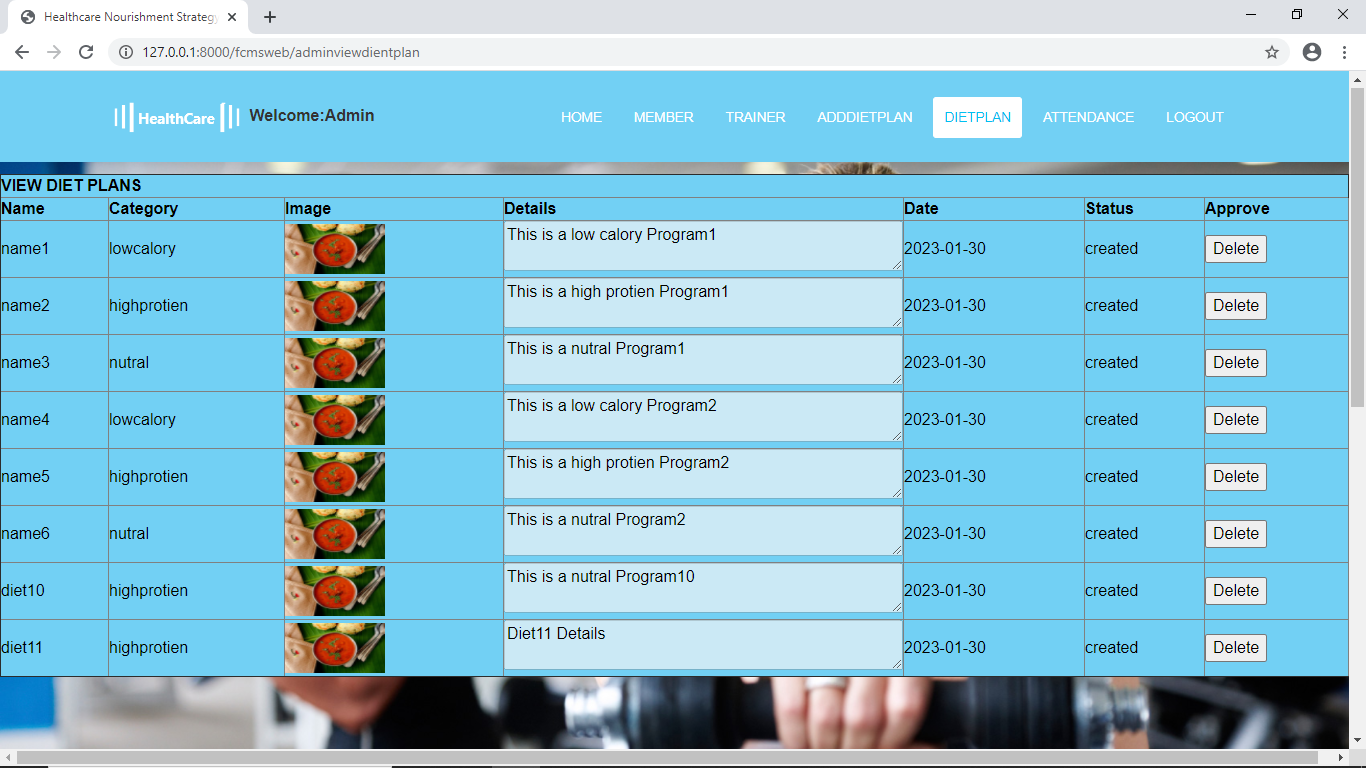 Healthcare Nourishment Strategy
127.0.0.1:8000/fcmsweb/adminviewdientplan
HealthCare Welcome:Admin HOME MEMBER TRAINER ADDDIETPLAN DIETPLAN ATTENDANCE LOGOUT
VIEW DIET PLANS
Name Category Image Details Date Status Approve
name1 lowcalory This is a low calory Program1 2023-01-30 created Delete
name2 highprotien This is a high protien Program1 2023-01-30 created Delete
name3 nutral This is a nutral Program1 2023-01-30 created Delete
name4 lowcalory This is a low calory Program2 2023-01-30 created Delete
name5 highprotien This is a high protien Program2 2023-01-30 created Delete
name6 nutral This is a nutral Program2 2023-01-30 created Delete
diet10 highprotien This is a nutral Program10 2023-01-30 created Delete
diet11 highprotien Diet11 Details 2023-01-30 created Delete